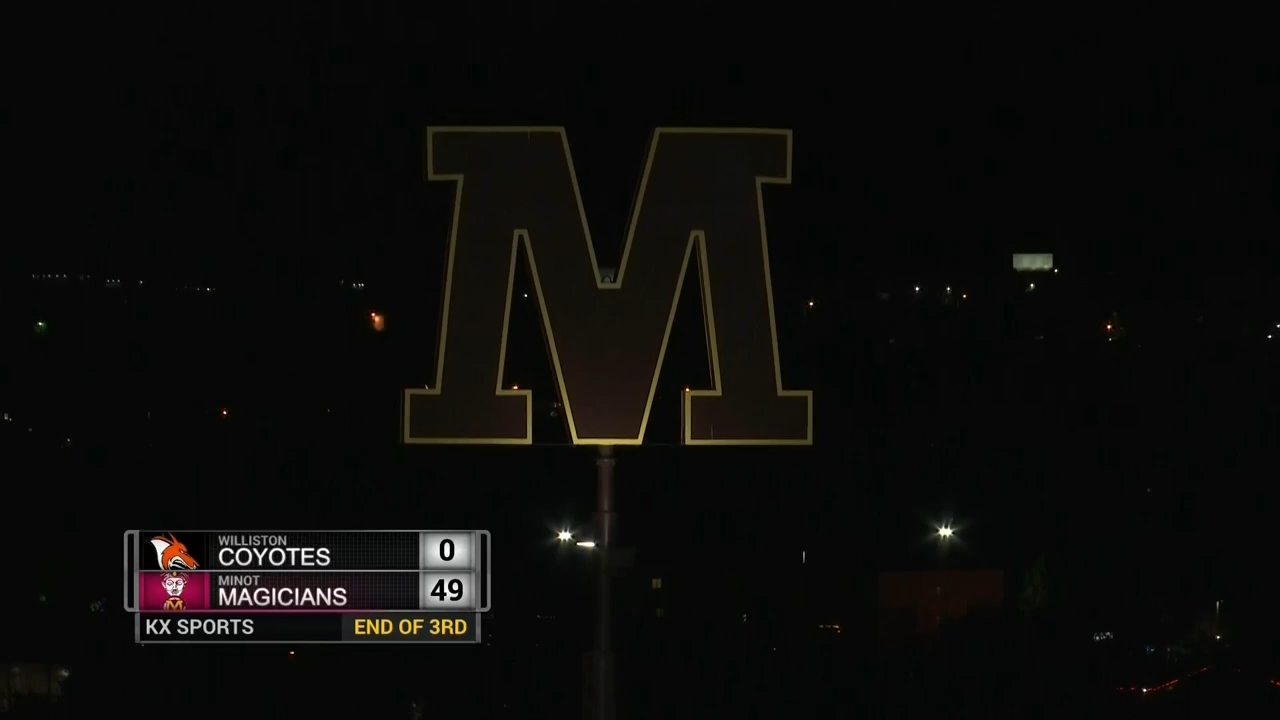 M
WILLISTON
COYOTES 0
MINOT
MAGICIANS 49
KX SPORTS END OF 3RD